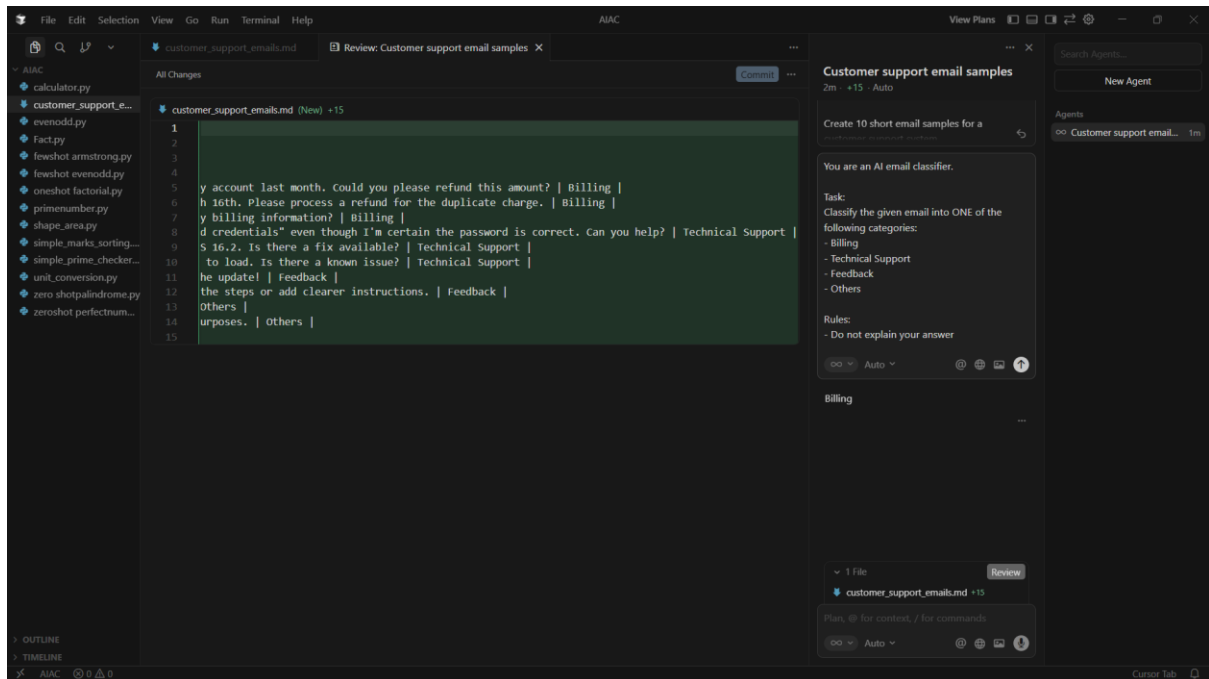 File Edit Selection View Go Run Terminal Help
AIAC
View Plans
customer_support_emails.md
Review: Customer support email samples
AIAC
calculator.py
customer_support_e...
evenodd.py
Fact.py
fewshot armstrong.py
fewshot evenodd.py
oneshot factorial.py
primenumber.py
shape_area.py
simple_marks_sorting....
simple_prime_checker...
unit_conversion.py
zero shotpalindrome.py
zeroshot perfectnum...
OUTLINE
TIMELINE
All Changes
Commit
customer_support_emails.md (New) +15
1
2
3
4
5 y account last month. Could you please refund this amount? | Billing |
6 h 16th. Please process a refund for the duplicate charge. | Billing |
7 y billing information? | Billing |
8 d credentials" even though I'm certain the password is correct. Can you help? | Technical Support |
9 S 16.2. Is there a fix available? | Technical Support |
10 to load. Is there a known issue? | Technical Support |
11 he update! | Feedback |
12 the steps or add clearer instructions. | Feedback |
13 Others |
14 urposes. | Others |
15
Customer support email samples
2m · +15 · Auto
Create 10 short email samples for a
customer support system
You are an AI email classifier.
Task:
Classify the given email into ONE of the
following categories:
- Billing
- Technical Support
- Feedback
- Others
Rules:
- Do not explain your answer
Auto
Billing
1 File
Review
customer_support_emails.md +15
Plan, @ for context, / for commands
Auto
Search Agents...
New Agent
Agents
Customer support email... 1m
AIAC 0 0
Cursor Tab